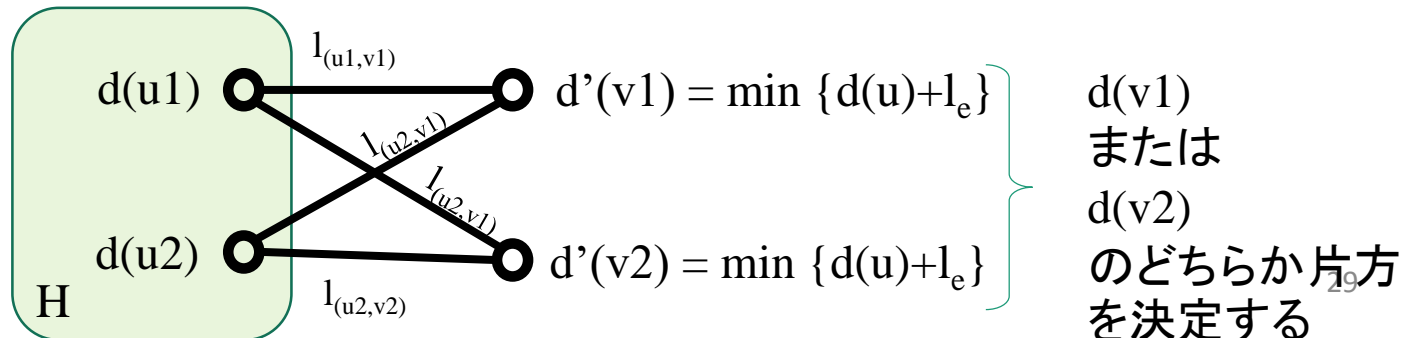 l(u1,v1)
d(u1)
d’(v1) = min {d(u)+le}
l(u2,v1)
l(u2,v1)
d(u2)
d’(v2) = min {d(u)+le}
l(u2,v2)
H
d(v1)
または
d(v2)
のどちらか片方
29
を決定する